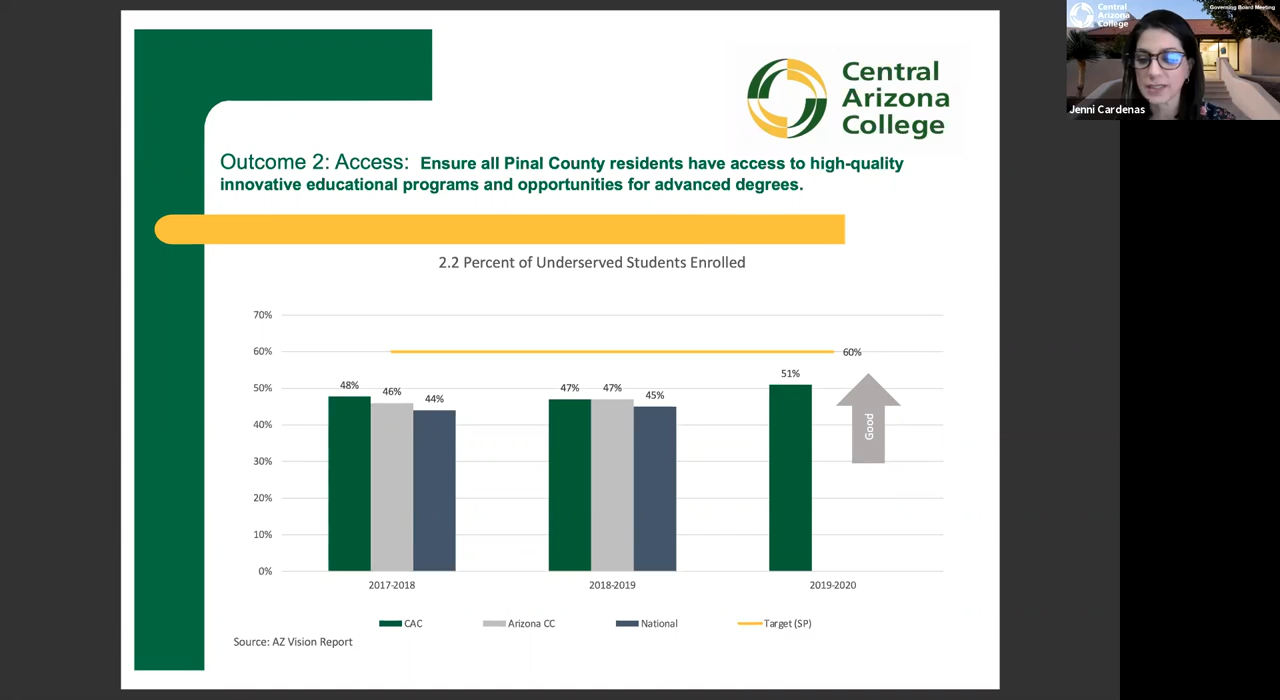 Central
Arizona
College
Governing Board Meeting
Jenni Cardenas
Central
Arizona
College
Outcome 2: Access: Ensure all Pinal County residents have access to high-quality
innovative educational programs and opportunities for advanced degrees.
2.2 Percent of Underserved Students Enrolled
70%
60%
50%
40%
30%
20%
10%
0%
48%
46%
44%
47%
47%
45%
51%
60%
Good
2017-2018
2018-2019
2019-2020
CAC
Arizona CC
National
Target (SP)
Source: AZ Vision Report